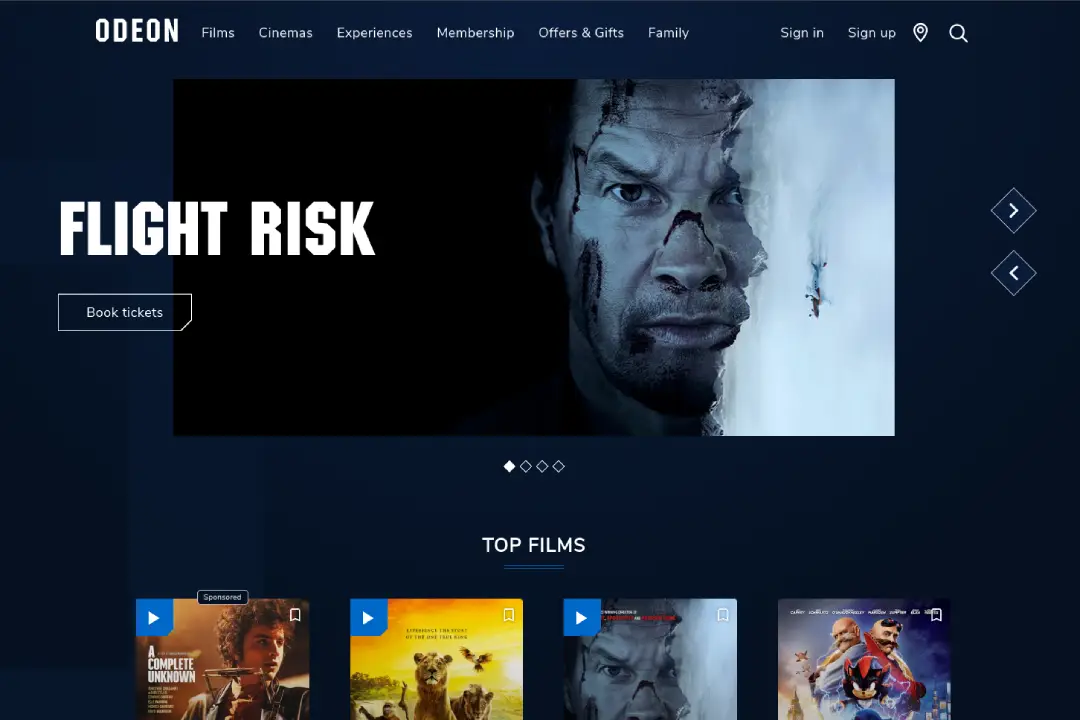 ODEON
Films
Cinemas
Experiences
Membership
Offers & Gifts
Family
Sign in
Sign up
FLIGHT RISK
Book tickets
TOP FILMS
Sponsored
A
COMPLETE
UNKNOWN
EXPERIENCE THE STORY
OF THE ONE TRUE KING